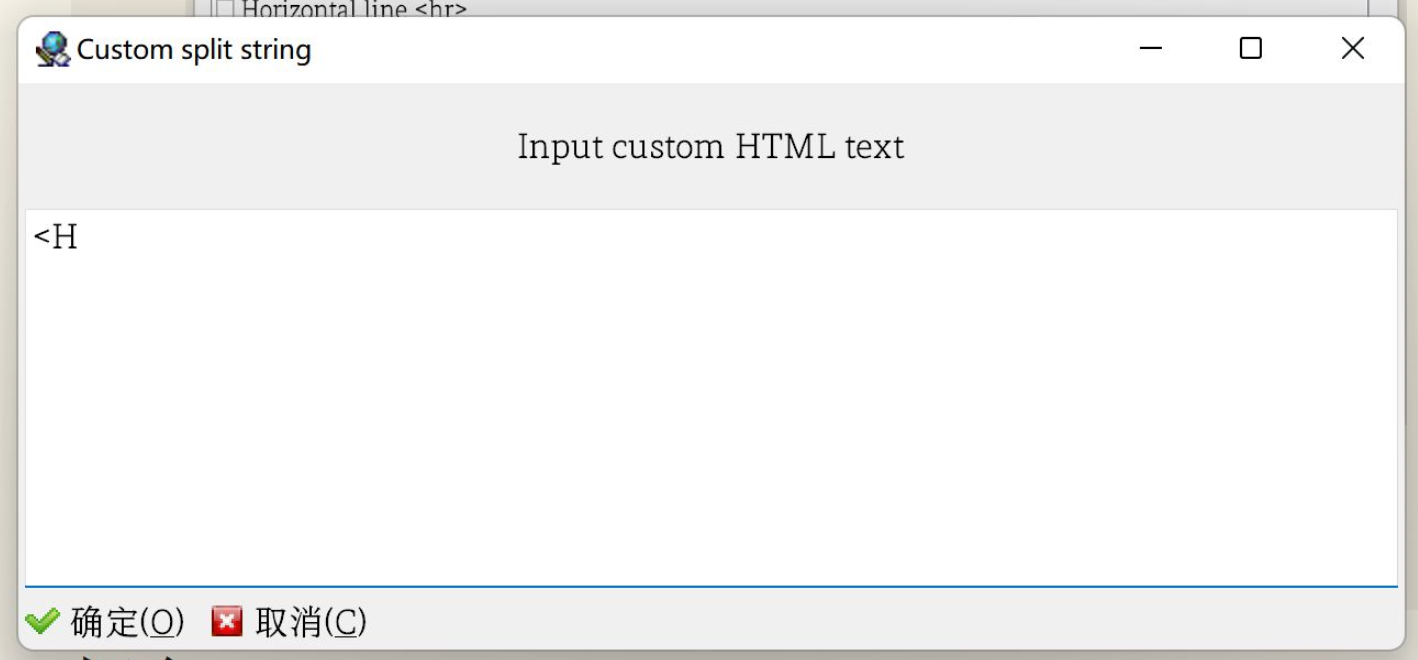 Horizontal line <hr>
Custom split string
Input custom HTML text
<H
确定(O) 取消(C)